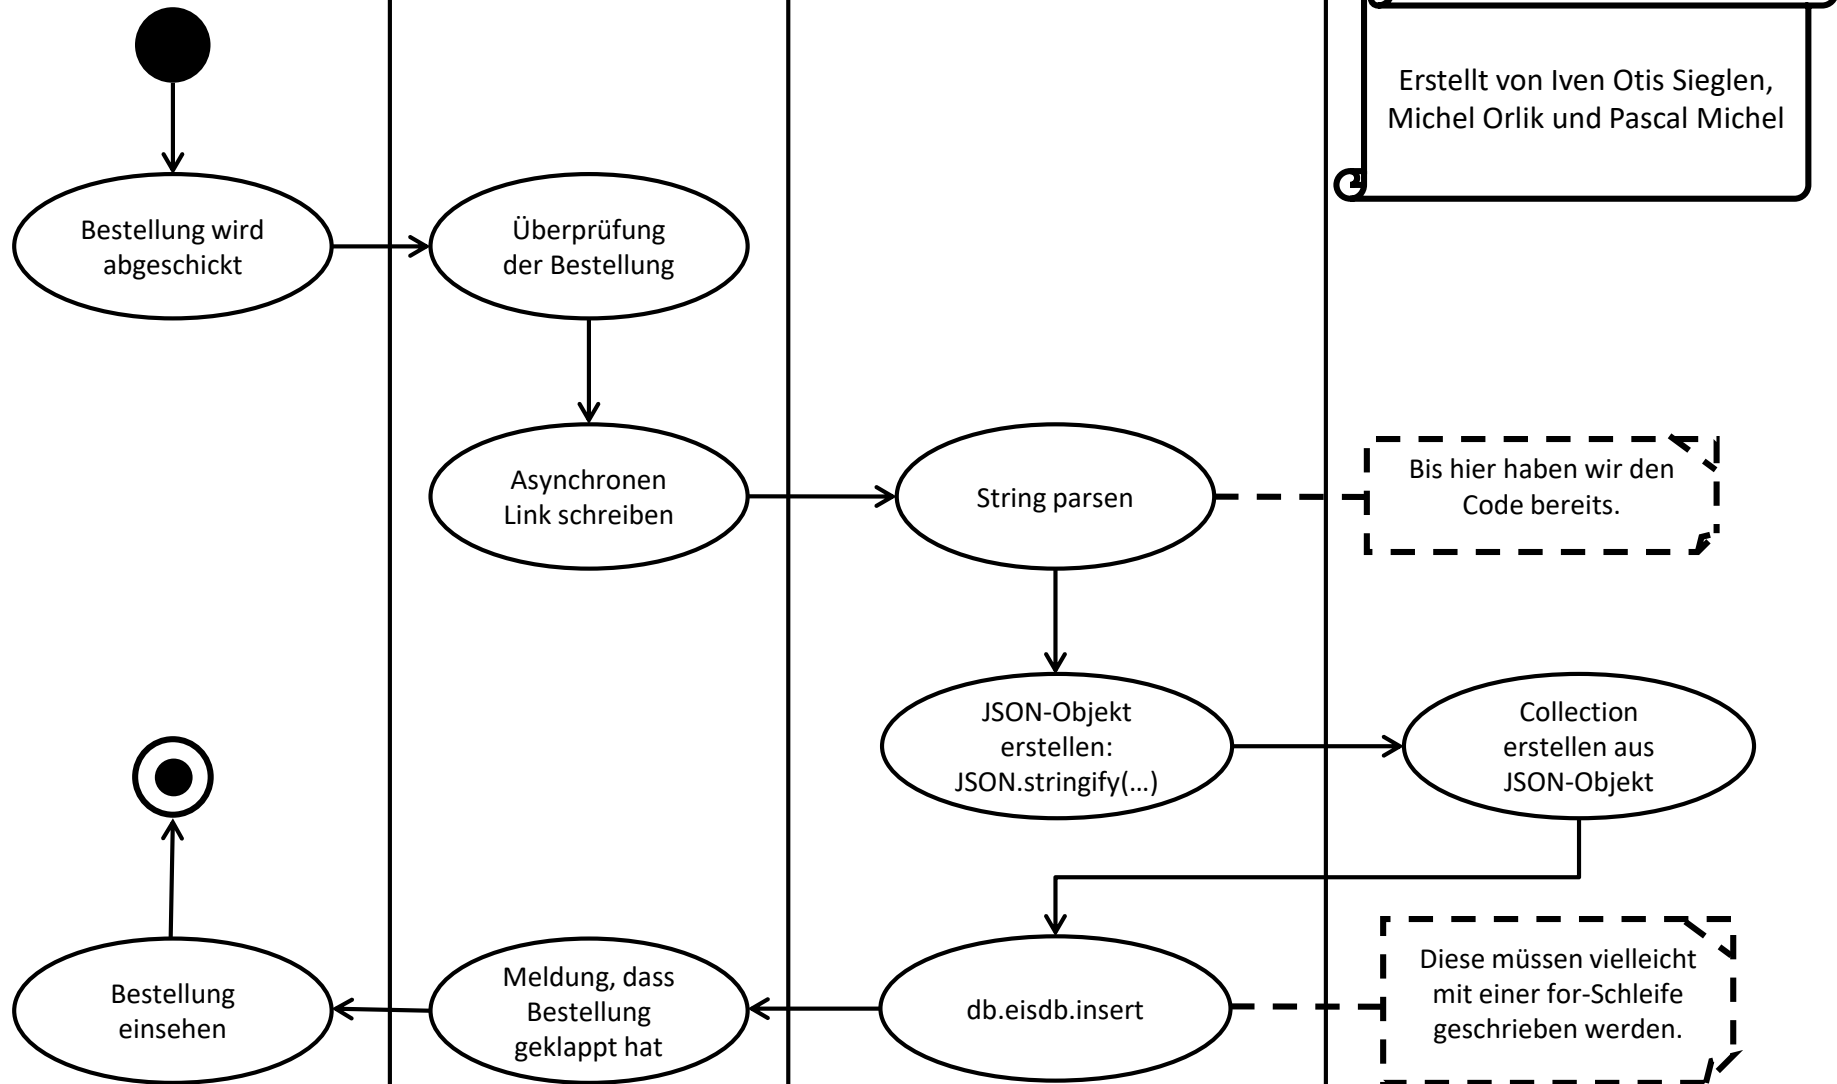 Erstellt von Iven Otis Sieglen,
Michel Orlik und Pascal Michel
Bestellung wird
abgeschickt
Überprüfung
der Bestellung
Asynchronen
Link schreiben
String parsen
Bis hier haben wir den
Code bereits.
JSON-Objekt
erstellen:
JSON.stringify(…)
Collection
erstellen aus
JSON-Objekt
db.eisdb.insert
Diese müssen vielleicht
mit einer for-Schleife
geschrieben werden.
Meldung, dass
Bestellung
geklappt hat
Bestellung
einsehen